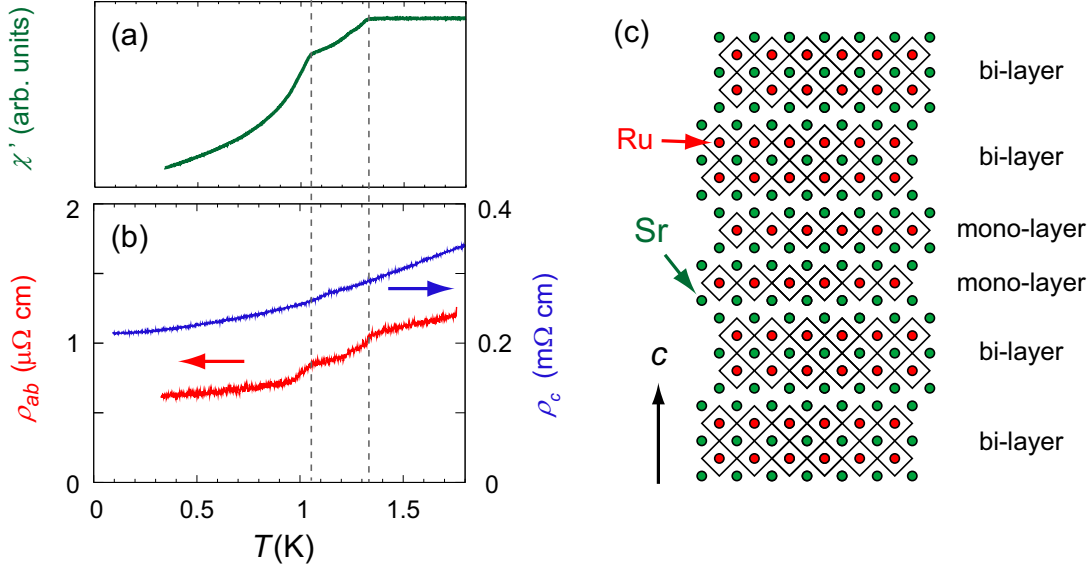 (a)
χ' (arb. units)
(b)
2
1
0
ρab (μΩ cm)
0.4
0.2
0
ρc (mΩ cm)
0
0.5
1
1.5
T(K)
(c)
bi-layer
Ru
bi-layer
Sr
mono-layer
mono-layer
c
bi-layer
bi-layer